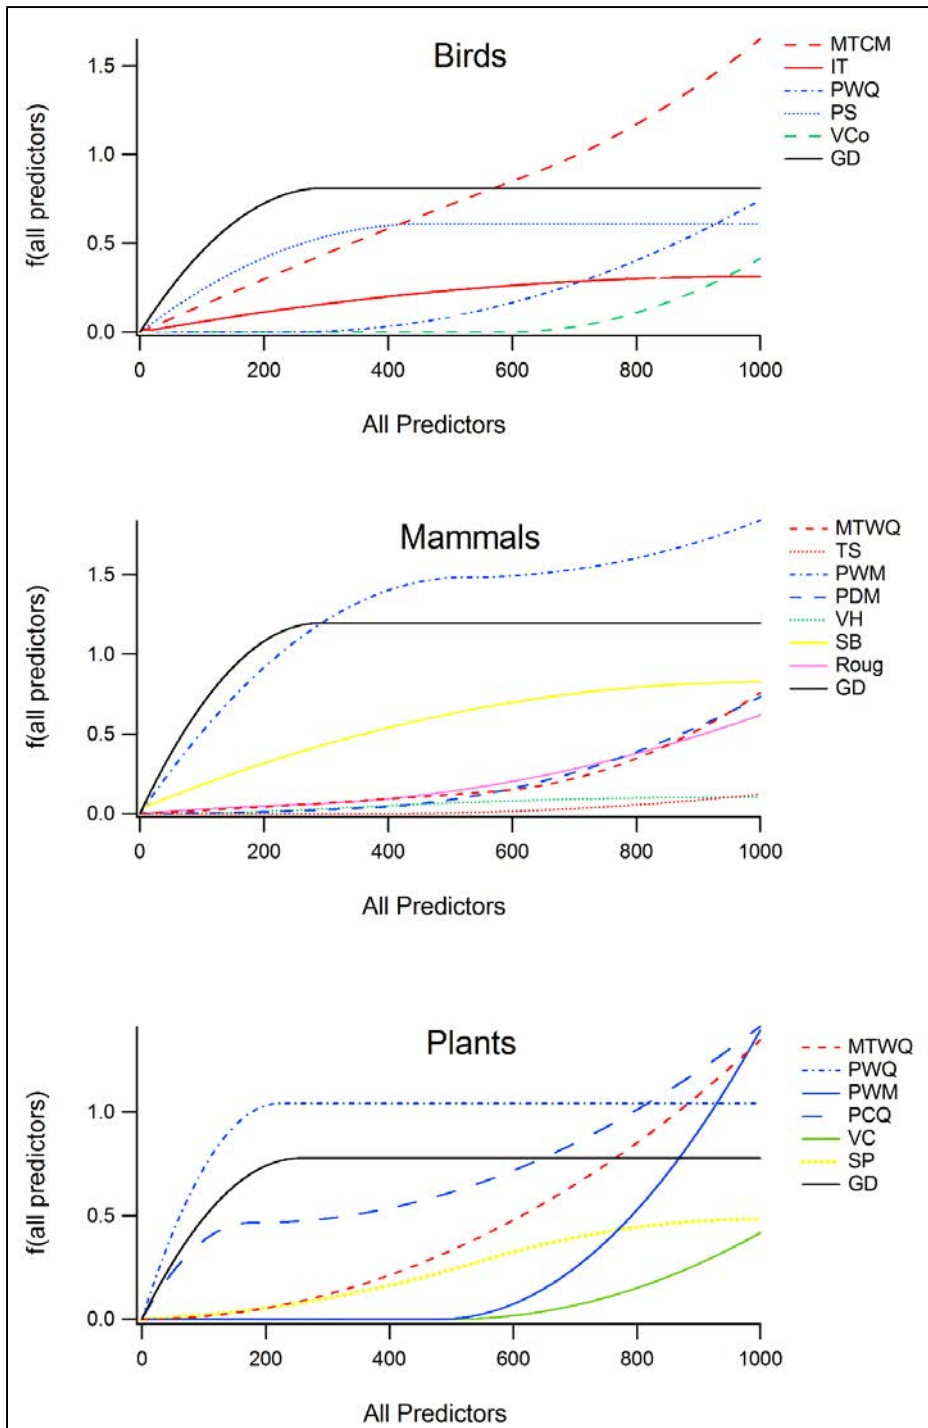 Birds
f(all predictors)
1.5
1.0
0.5
0.0
0 200 400 600 800 1000
All Predictors
MTCM
IT
PWQ
PS
VCo
GD
Mammals
f(all predictors)
1.5
1.0
0.5
0.0
0 200 400 600 800 1000
All Predictors
MTWQ
TS
PWM
PDM
VH
SB
Roug
GD
Plants
f(all predictors)
1.0
0.5
0.0
0 200 400 600 800 1000
All Predictors
MTWQ
PWQ
PWM
PCQ
VC
SP
GD